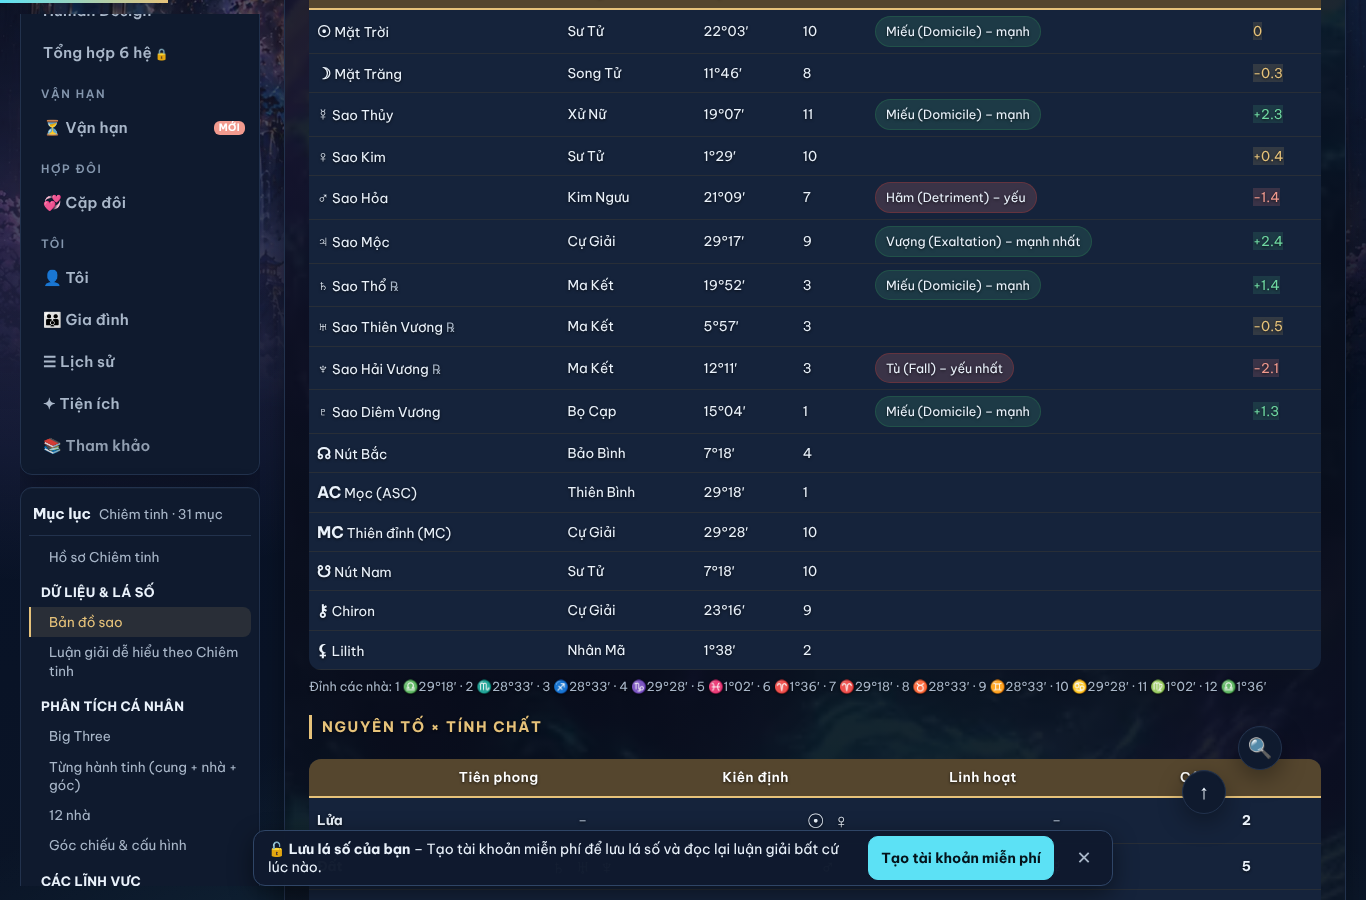 Human Design
Tổng hợp 6 hệ 🔒
VẬN HẠN
⏳ Vận hạn MỚI
HỢP ĐÔI
💞 Cặp đôi
TÔI
👤 Tôi
👪 Gia đình
☰ Lịch sử
✦ Tiện ích
📚 Tham khảo
Mục lục Chiêm tinh · 31 mục
Hồ sơ Chiêm tinh
DỮ LIỆU & LÁ SỐ
Bản đồ sao
Luận giải dễ hiểu theo Chiêm
tinh
PHÂN TÍCH CÁ NHÂN
Big Three
Từng hành tinh (cung + nhà +
góc)
12 nhà
Góc chiếu & cấu hình
CÁC LĨNH VỰC
☉ Mặt Trời Sư Tử 22°03′ 10 Miếu (Domicile) – mạnh 0
☽ Mặt Trăng Song Tử 11°46′ 8 −0.3
☿ Sao Thủy Xử Nữ 19°07′ 11 Miếu (Domicile) – mạnh +2.3
♀ Sao Kim Sư Tử 1°29′ 10 +0.4
♂ Sao Hỏa Kim Ngưu 21°09′ 7 Hãm (Detriment) – yếu −1.4
♃ Sao Mộc Cự Giải 29°17′ 9 Vượng (Exaltation) – mạnh nhất +2.4
♄ Sao Thổ ℞ Ma Kết 19°52′ 3 Miếu (Domicile) – mạnh +1.4
♅ Sao Thiên Vương ℞ Ma Kết 5°57′ 3 −0.5
♆ Sao Hải Vương ℞ Ma Kết 12°11′ 3 Tù (Fall) – yếu nhất −2.1
♇ Sao Diêm Vương Bọ Cạp 15°04′ 1 Miếu (Domicile) – mạnh +1.3
☊ Nút Bắc Bảo Bình 7°18′ 4
AC Mọc (ASC) Thiên Bình 29°18′ 1
MC Thiên đỉnh (MC) Cự Giải 29°28′ 10
☋ Nút Nam Sư Tử 7°18′ 10
⚷ Chiron Cự Giải 23°16′ 9
⚸ Lilith Nhân Mã 1°38′ 2
Đỉnh các nhà: 1 ♎29°18′ · 2 ♏28°33′ · 3 ♐28°33′ · 4 ♑29°28′ · 5 ♓1°02′ · 6 ♈1°36′ · 7 ♈29°18′ · 8 ♉28°33′ · 9 ♊28°33′ · 10 ♋29°28′ · 11 ♍1°02′ · 12 ♎1°36′
NGUYÊN TỐ × TÍNH CHẤT
Tiên phong Kiên định Linh hoạt
Lửa – ☉ ♀ – 2
5
🔓 Lưu lá số của bạn – Tạo tài khoản miễn phí để lưu lá số và đọc lại luận giải bất cứ
lúc nào.
Tạo tài khoản miễn phí ✕
🔍
↑